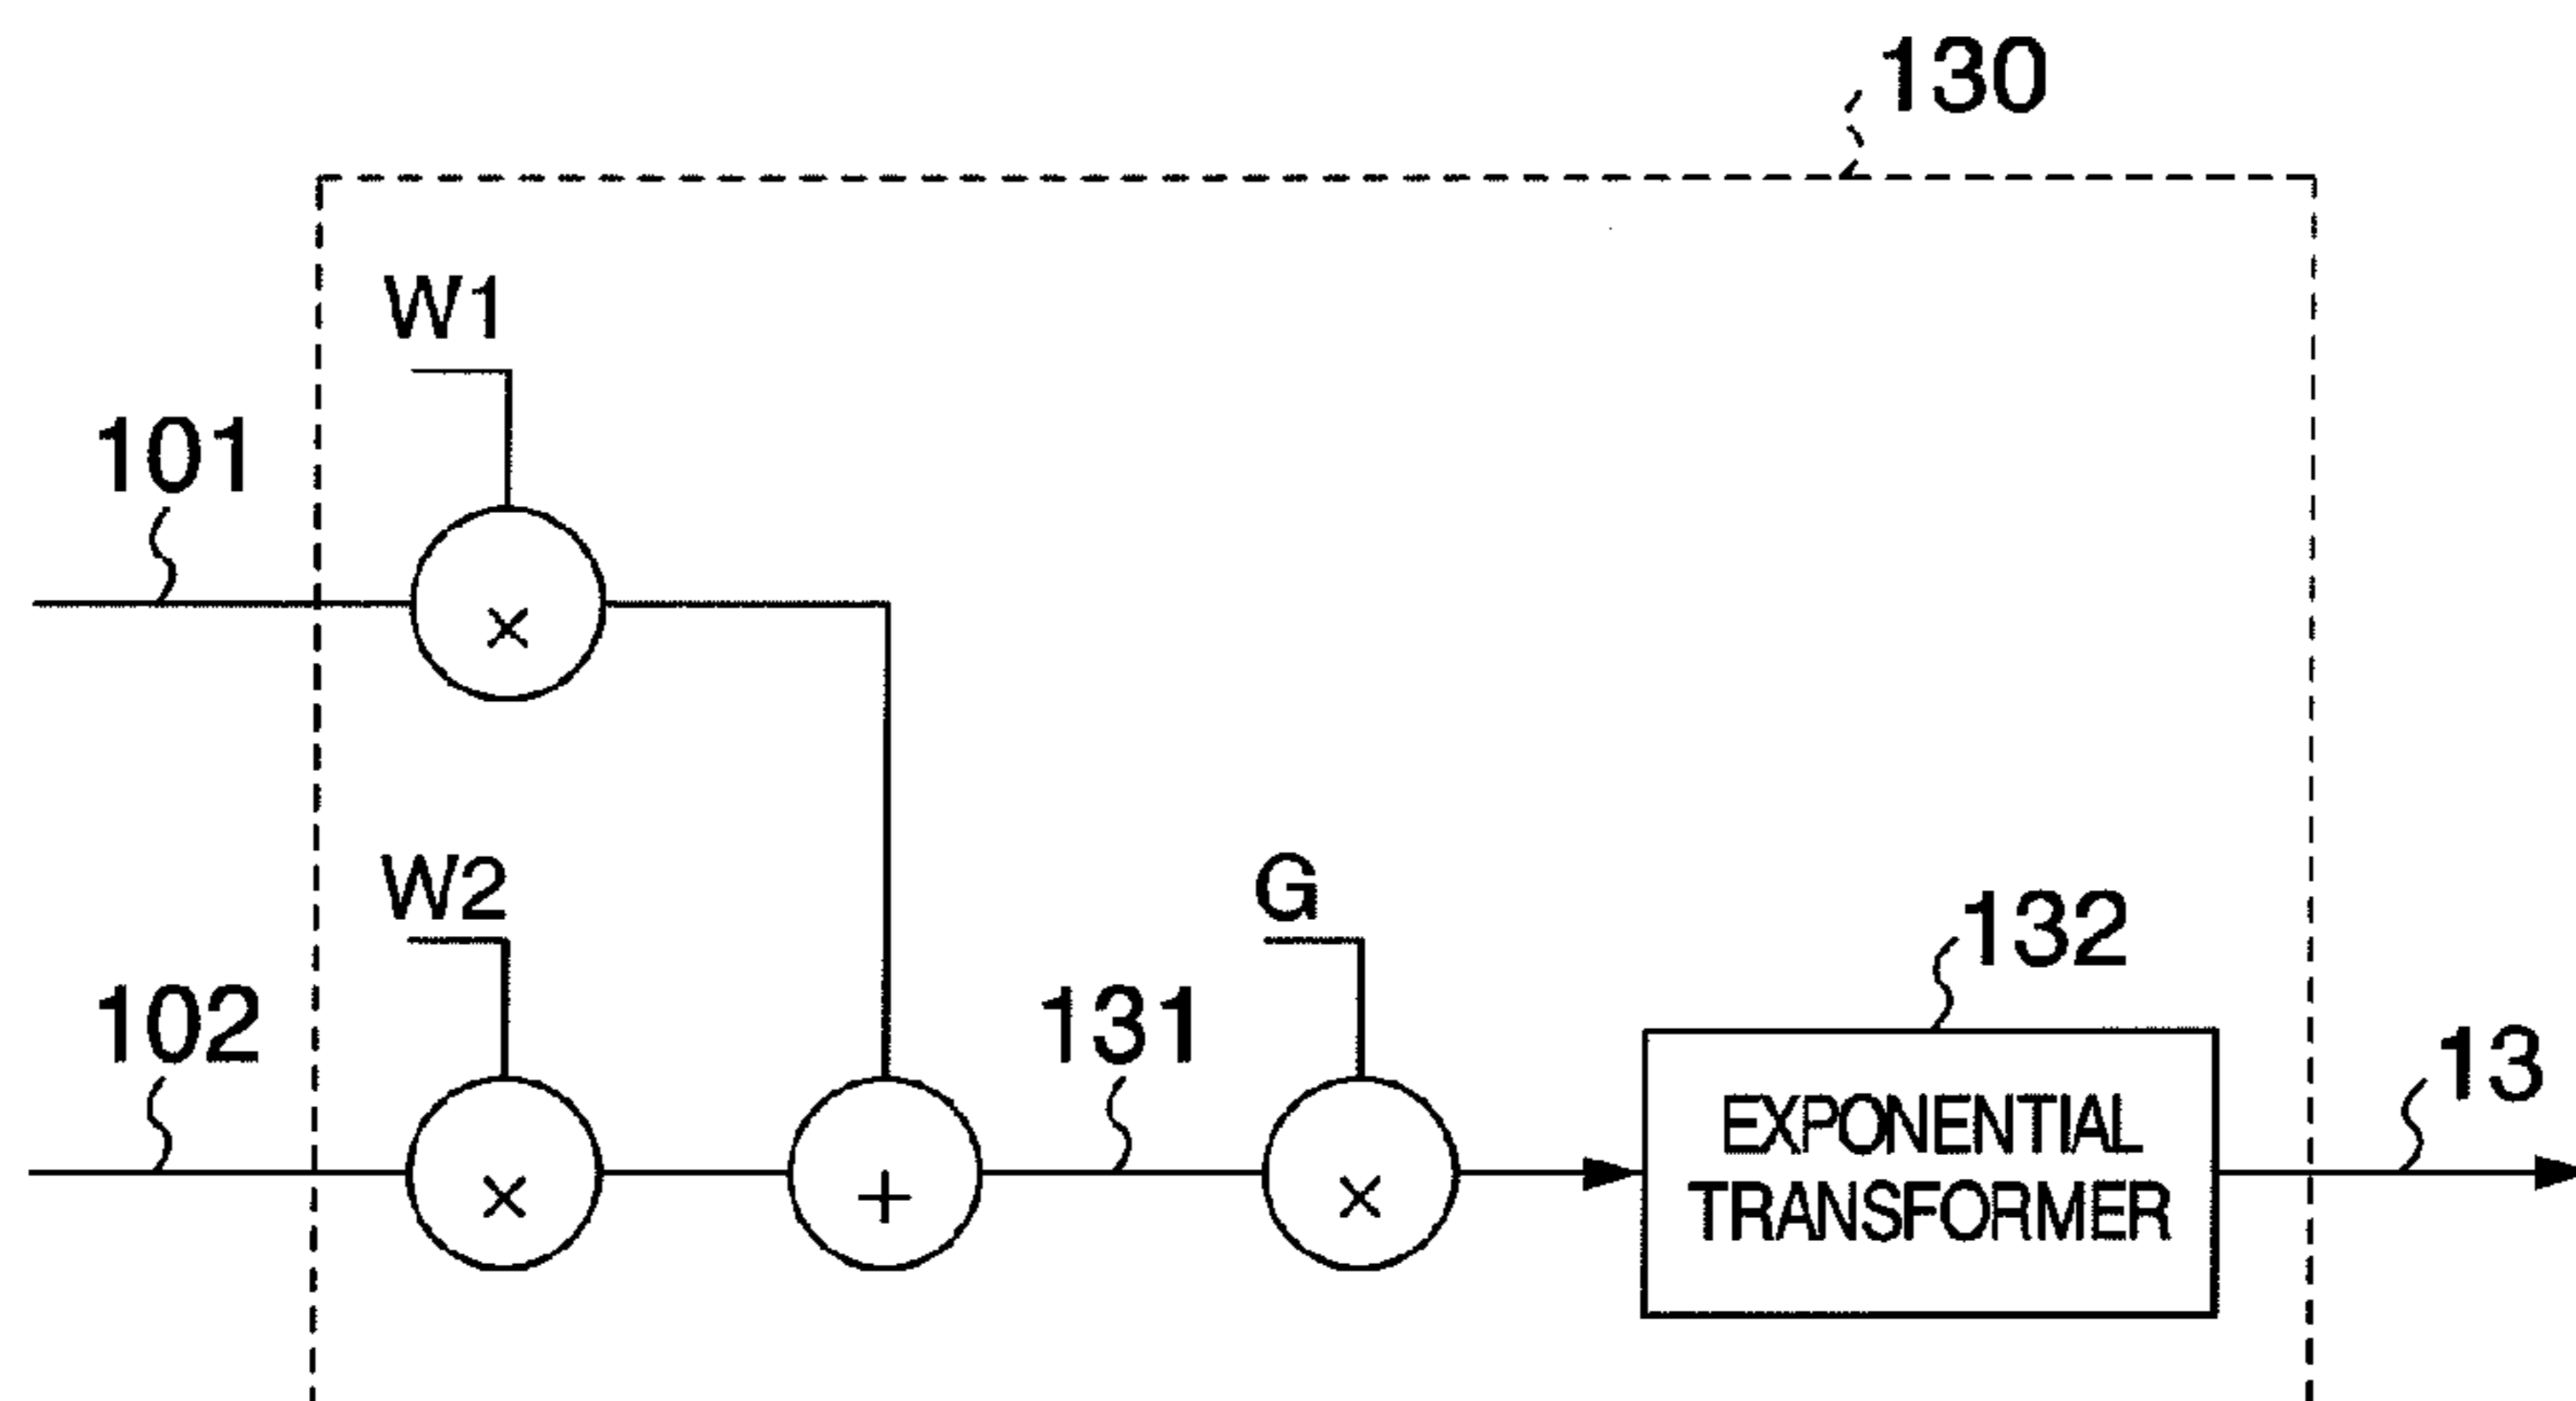 130
W1
101
×
W2
G
132
102
131
13
×
+
×
EXPONENTIAL
TRANSFORMER